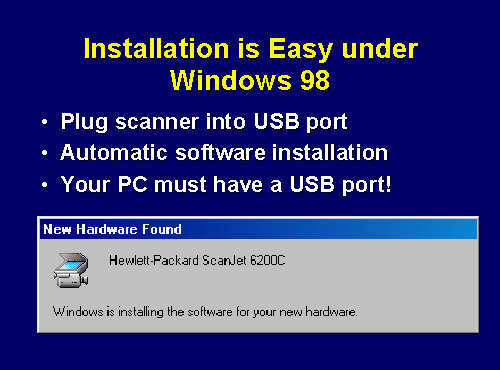 Installation is Easy under
Windows 98
• Plug scanner into USB port
• Automatic software installation
• Your PC must have a USB port!
New Hardware Found
Hewlett-Packard ScanJet 6200C
Windows is installing the software for your new hardware.